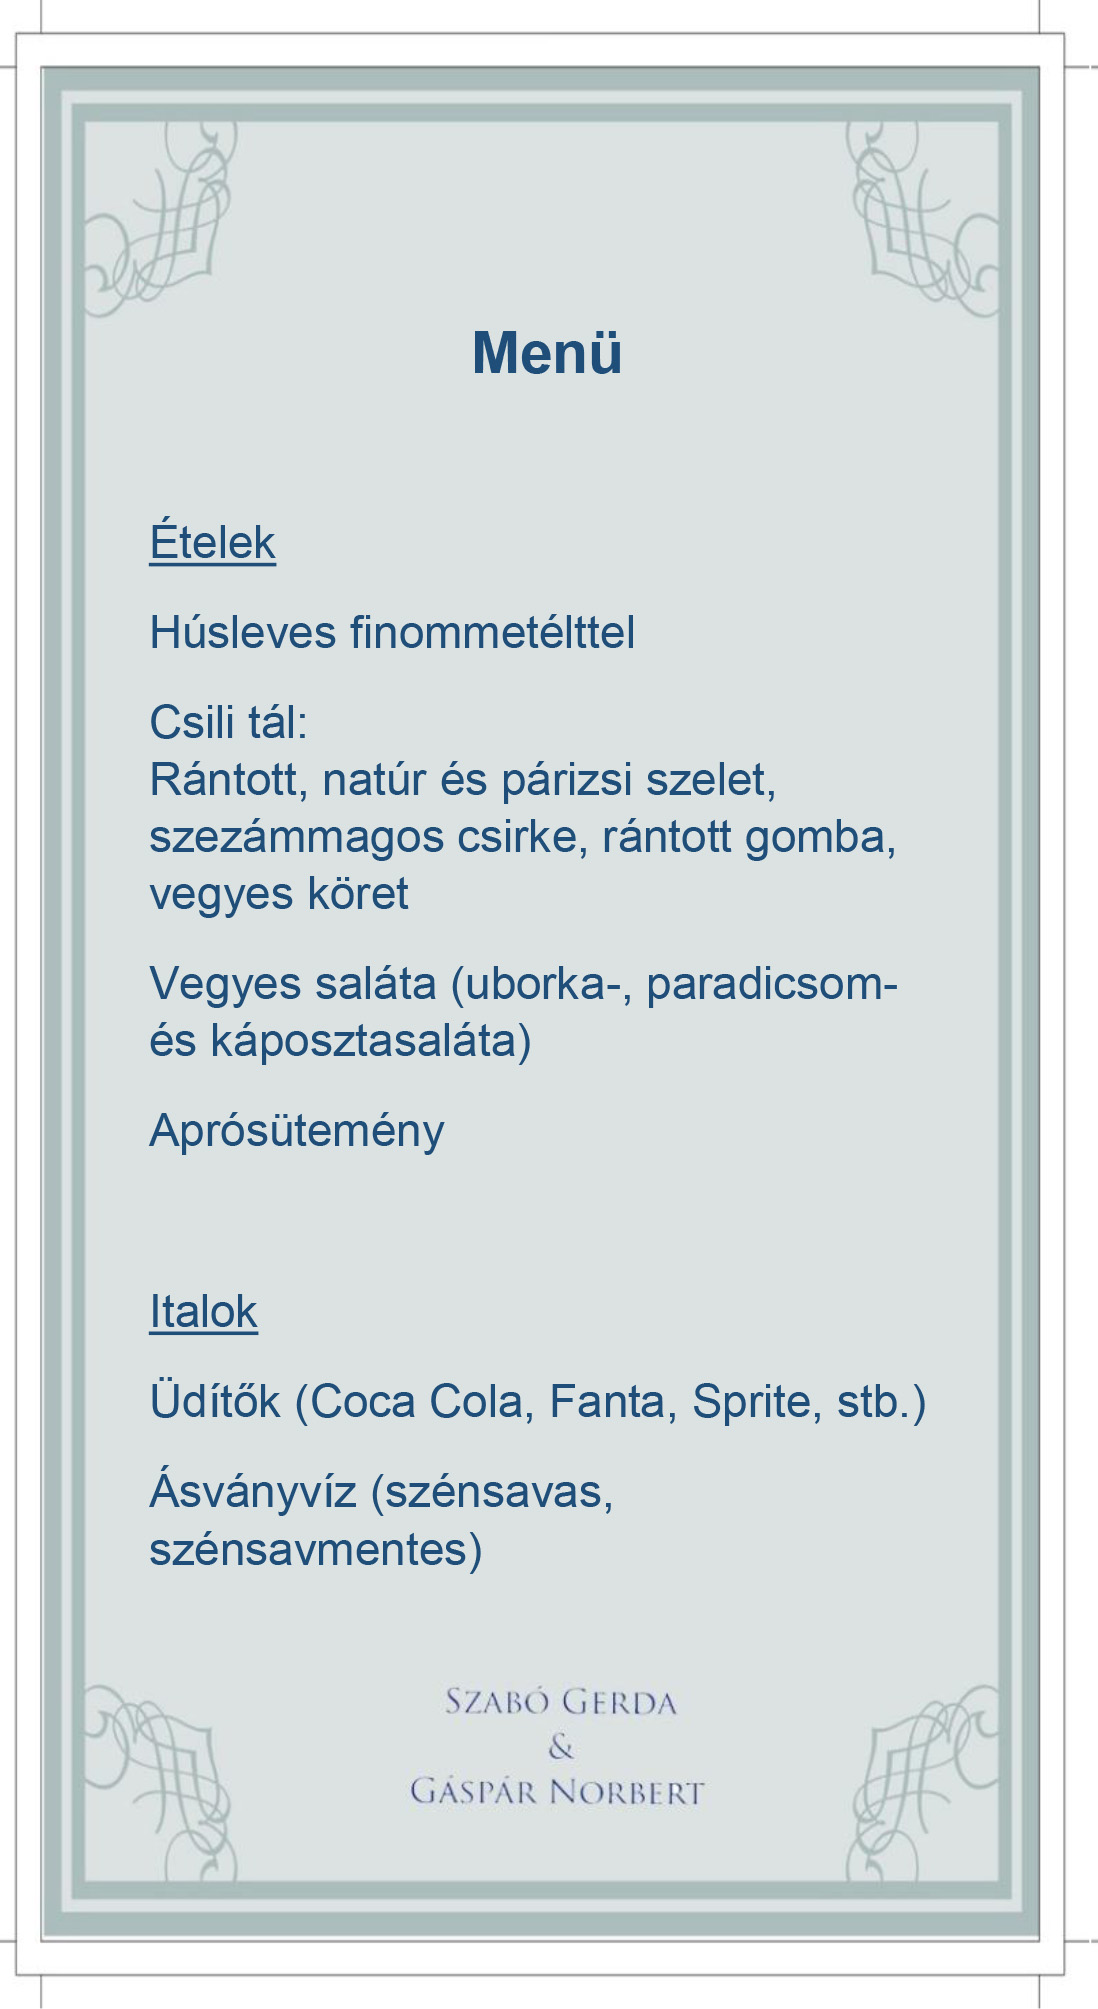 Menü
Ételek
Húsleves finommetélttel
Csili tál:
Rántott, natúr és párizsi szelet,
szezámmagos csirke, rántott gomba,
vegyes köret
Vegyes saláta (uborka-, paradicsom-
és káposztasaláta)
Aprósütemény
Italok
Üdítők (Coca Cola, Fanta, Sprite, stb.)
Ásványvíz (szénsavas,
szénsavmentes)
SZABÓ GERDA
&
GÁSPÁR NORBERT